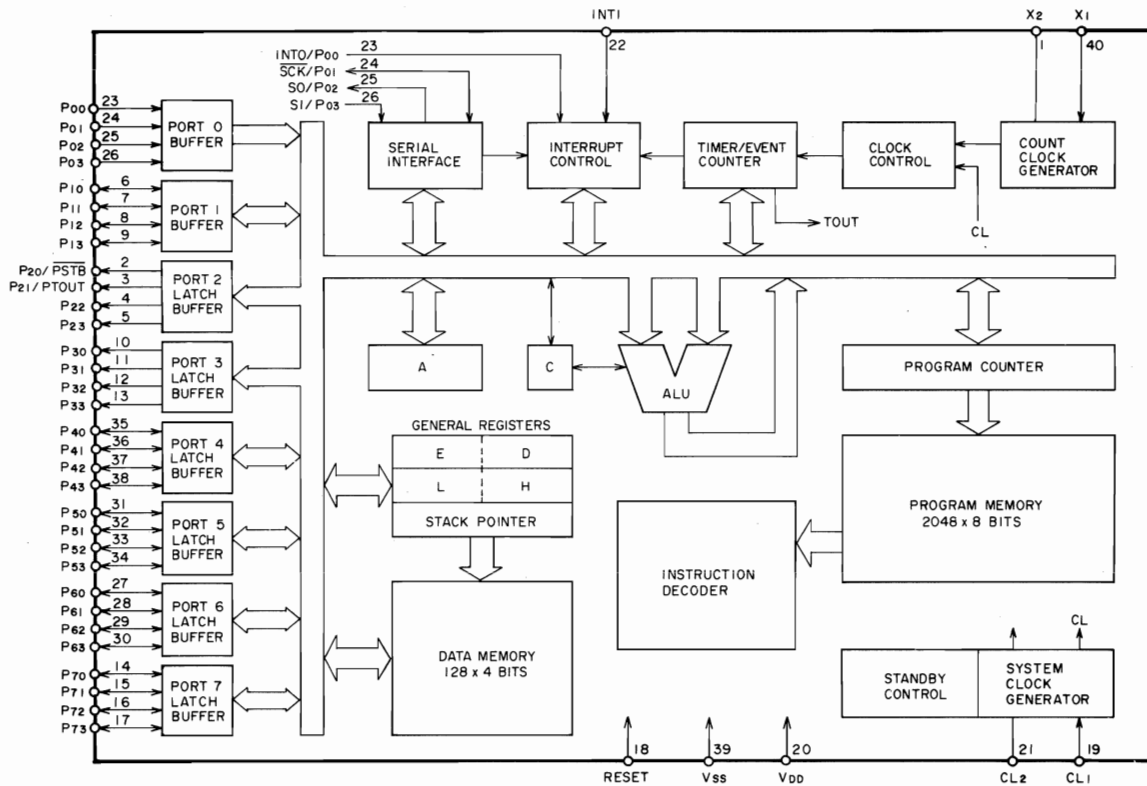 INT1
X2
X1
22
1
40
INT0/P00
23
SCK/P01
24
SO/P02
25
SI/P03
26
P00
23
P01
24
P02
25
P03
26
PORT 0
BUFFER
P10
6
P11
7
P12
8
P13
9
PORT 1
BUFFER
P20/PSTB
2
P21/PTOUT
3
P22
4
P23
5
PORT 2
LATCH
BUFFER
P30
10
P31
11
P32
12
P33
13
PORT 3
LATCH
BUFFER
P40
35
P41
36
P42
37
P43
38
PORT 4
LATCH
BUFFER
P50
31
P51
32
P52
33
P53
34
PORT 5
LATCH
BUFFER
P60
27
P61
28
P62
29
P63
30
PORT 6
LATCH
BUFFER
P70
14
P71
15
P72
16
P73
17
PORT 7
LATCH
BUFFER
SERIAL
INTERFACE
INTERRUPT
CONTROL
TIMER/EVENT
COUNTER
CLOCK
CONTROL
COUNT
CLOCK
GENERATOR
TOUT
CL
A
C
ALU
PROGRAM COUNTER
GENERAL REGISTERS
E
D
L
H
STACK POINTER
PROGRAM MEMORY
2048 x 8 BITS
INSTRUCTION
DECODER
DATA MEMORY
128 x 4 BITS
CL
STANDBY
CONTROL
SYSTEM
CLOCK
GENERATOR
18
39
20
21
19
RESET
VSS
VDD
CL2
CL1